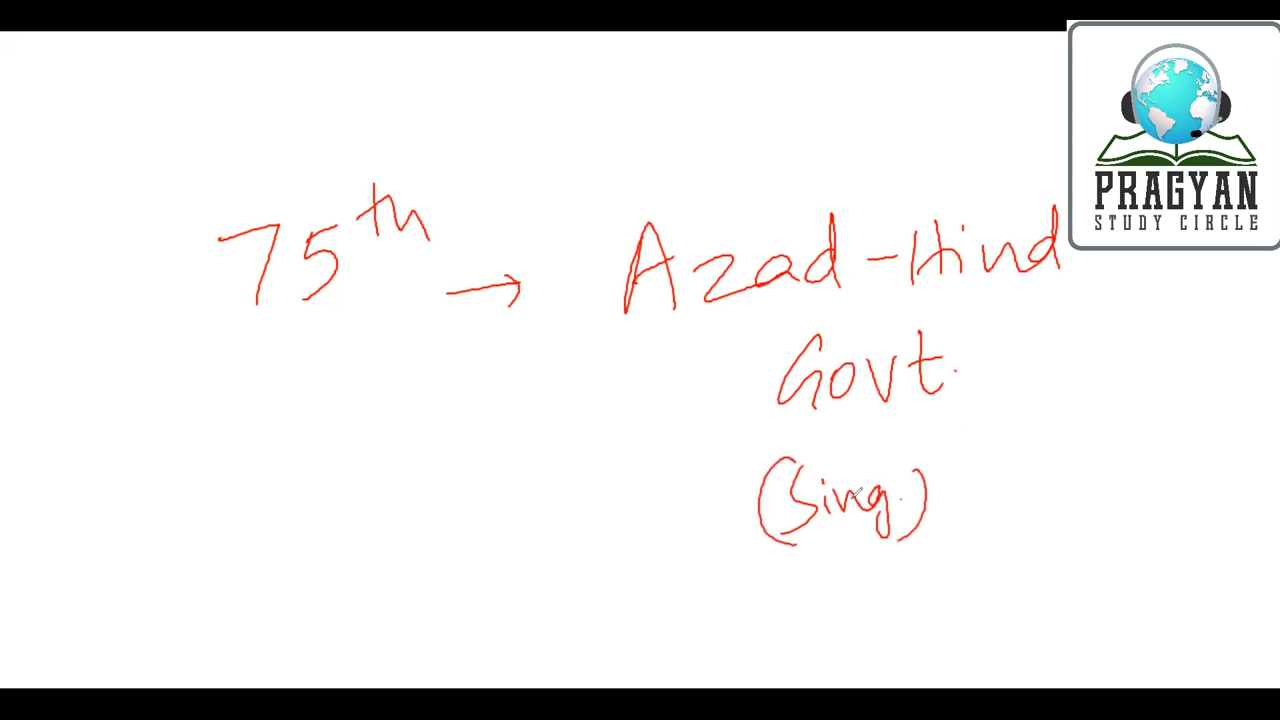 75th → Azad-Hind
Govt.
(Sing.)
PRAGYAN
STUDY CIRCLE